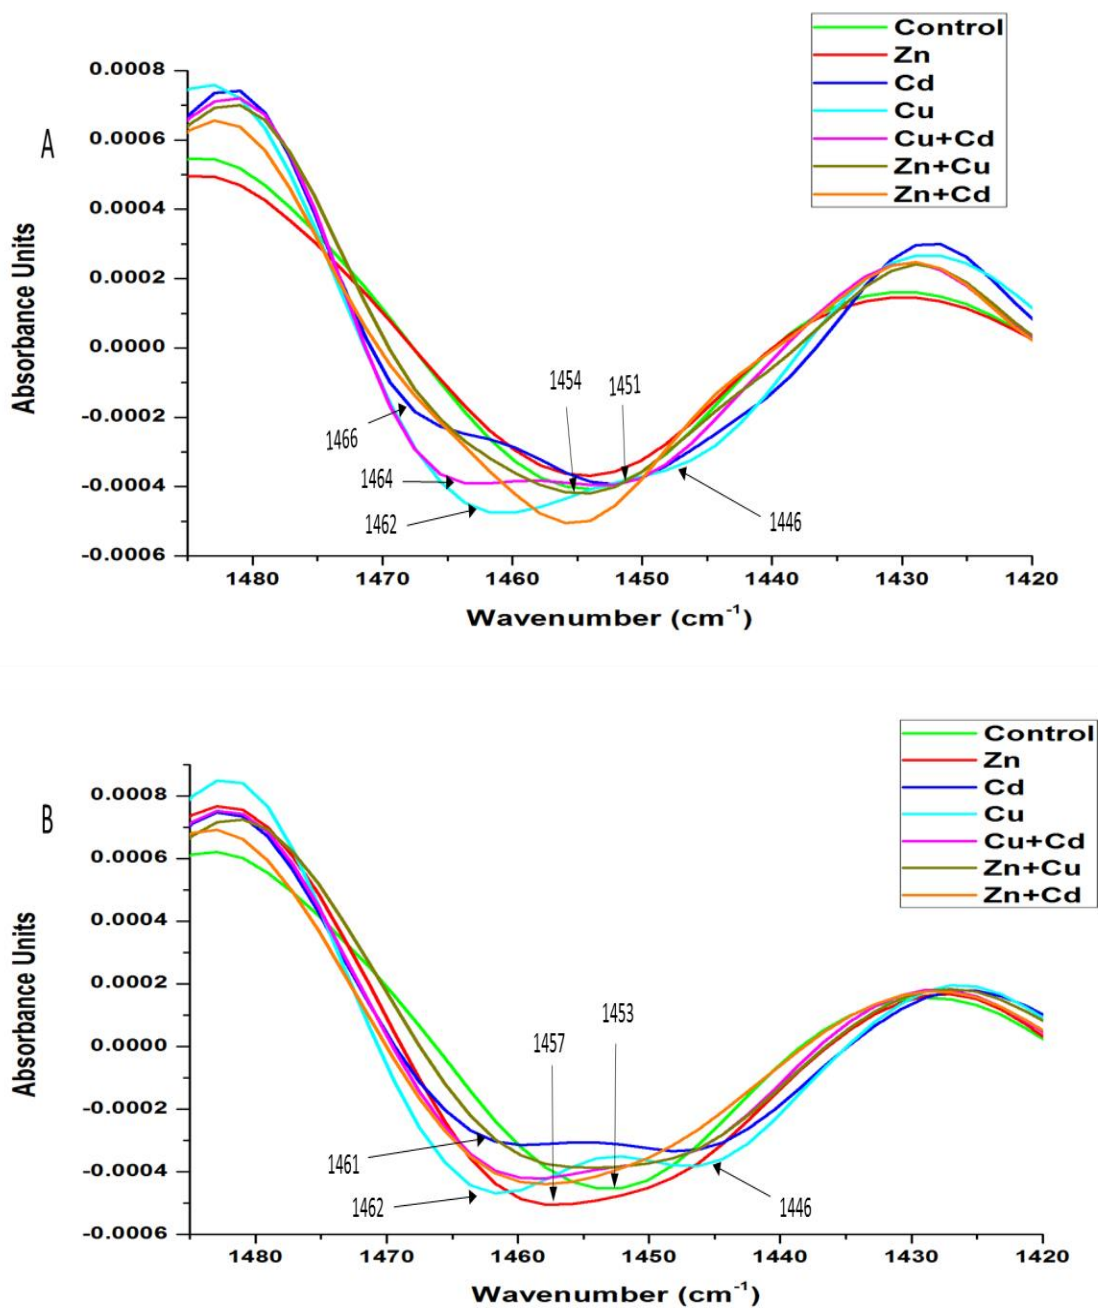 Control
Zn
Cd
Cu
Cu+Cd
Zn+Cu
Zn+Cd
A
Absorbance Units
0.0008
0.0006
0.0004
0.0002
0.0000
-0.0002
-0.0004
-0.0006
1454
1451
1466
1464
1462
1446
1480 1470 1460 1450 1440 1430 1420
Wavenumber (cm-1)
Control
Zn
Cd
Cu
Cu+Cd
Zn+Cu
Zn+Cd
B
Absorbance Units
0.0008
0.0006
0.0004
0.0002
0.0000
-0.0002
-0.0004
-0.0006
1453
1457
1461
1462
1446
1480 1470 1460 1450 1440 1430 1420
Wavenumber (cm-1)